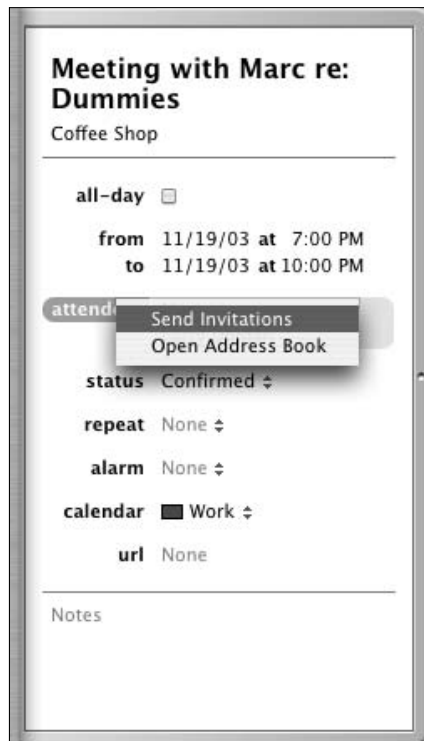 Meeting with Marc re:
Dummies
Coffee Shop
all-day
from 11/19/03 at 7:00 PM
to 11/19/03 at 10:00 PM
Send Invitations
Open Address Book
status Confirmed
repeat None
alarm None
calendar Work
url None
Notes